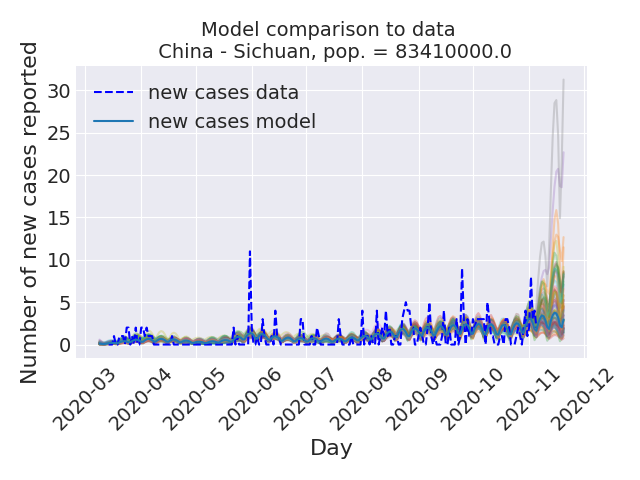 Model comparison to data
China - Sichuan, pop. = 83410000.0
Number of new cases reported
30
25
20
15
10
5
0
new cases data
new cases model
2020-03
2020-04
2020-05
2020-06
2020-07
2020-08
2020-09
2020-10
2020-11
2020-12
Day